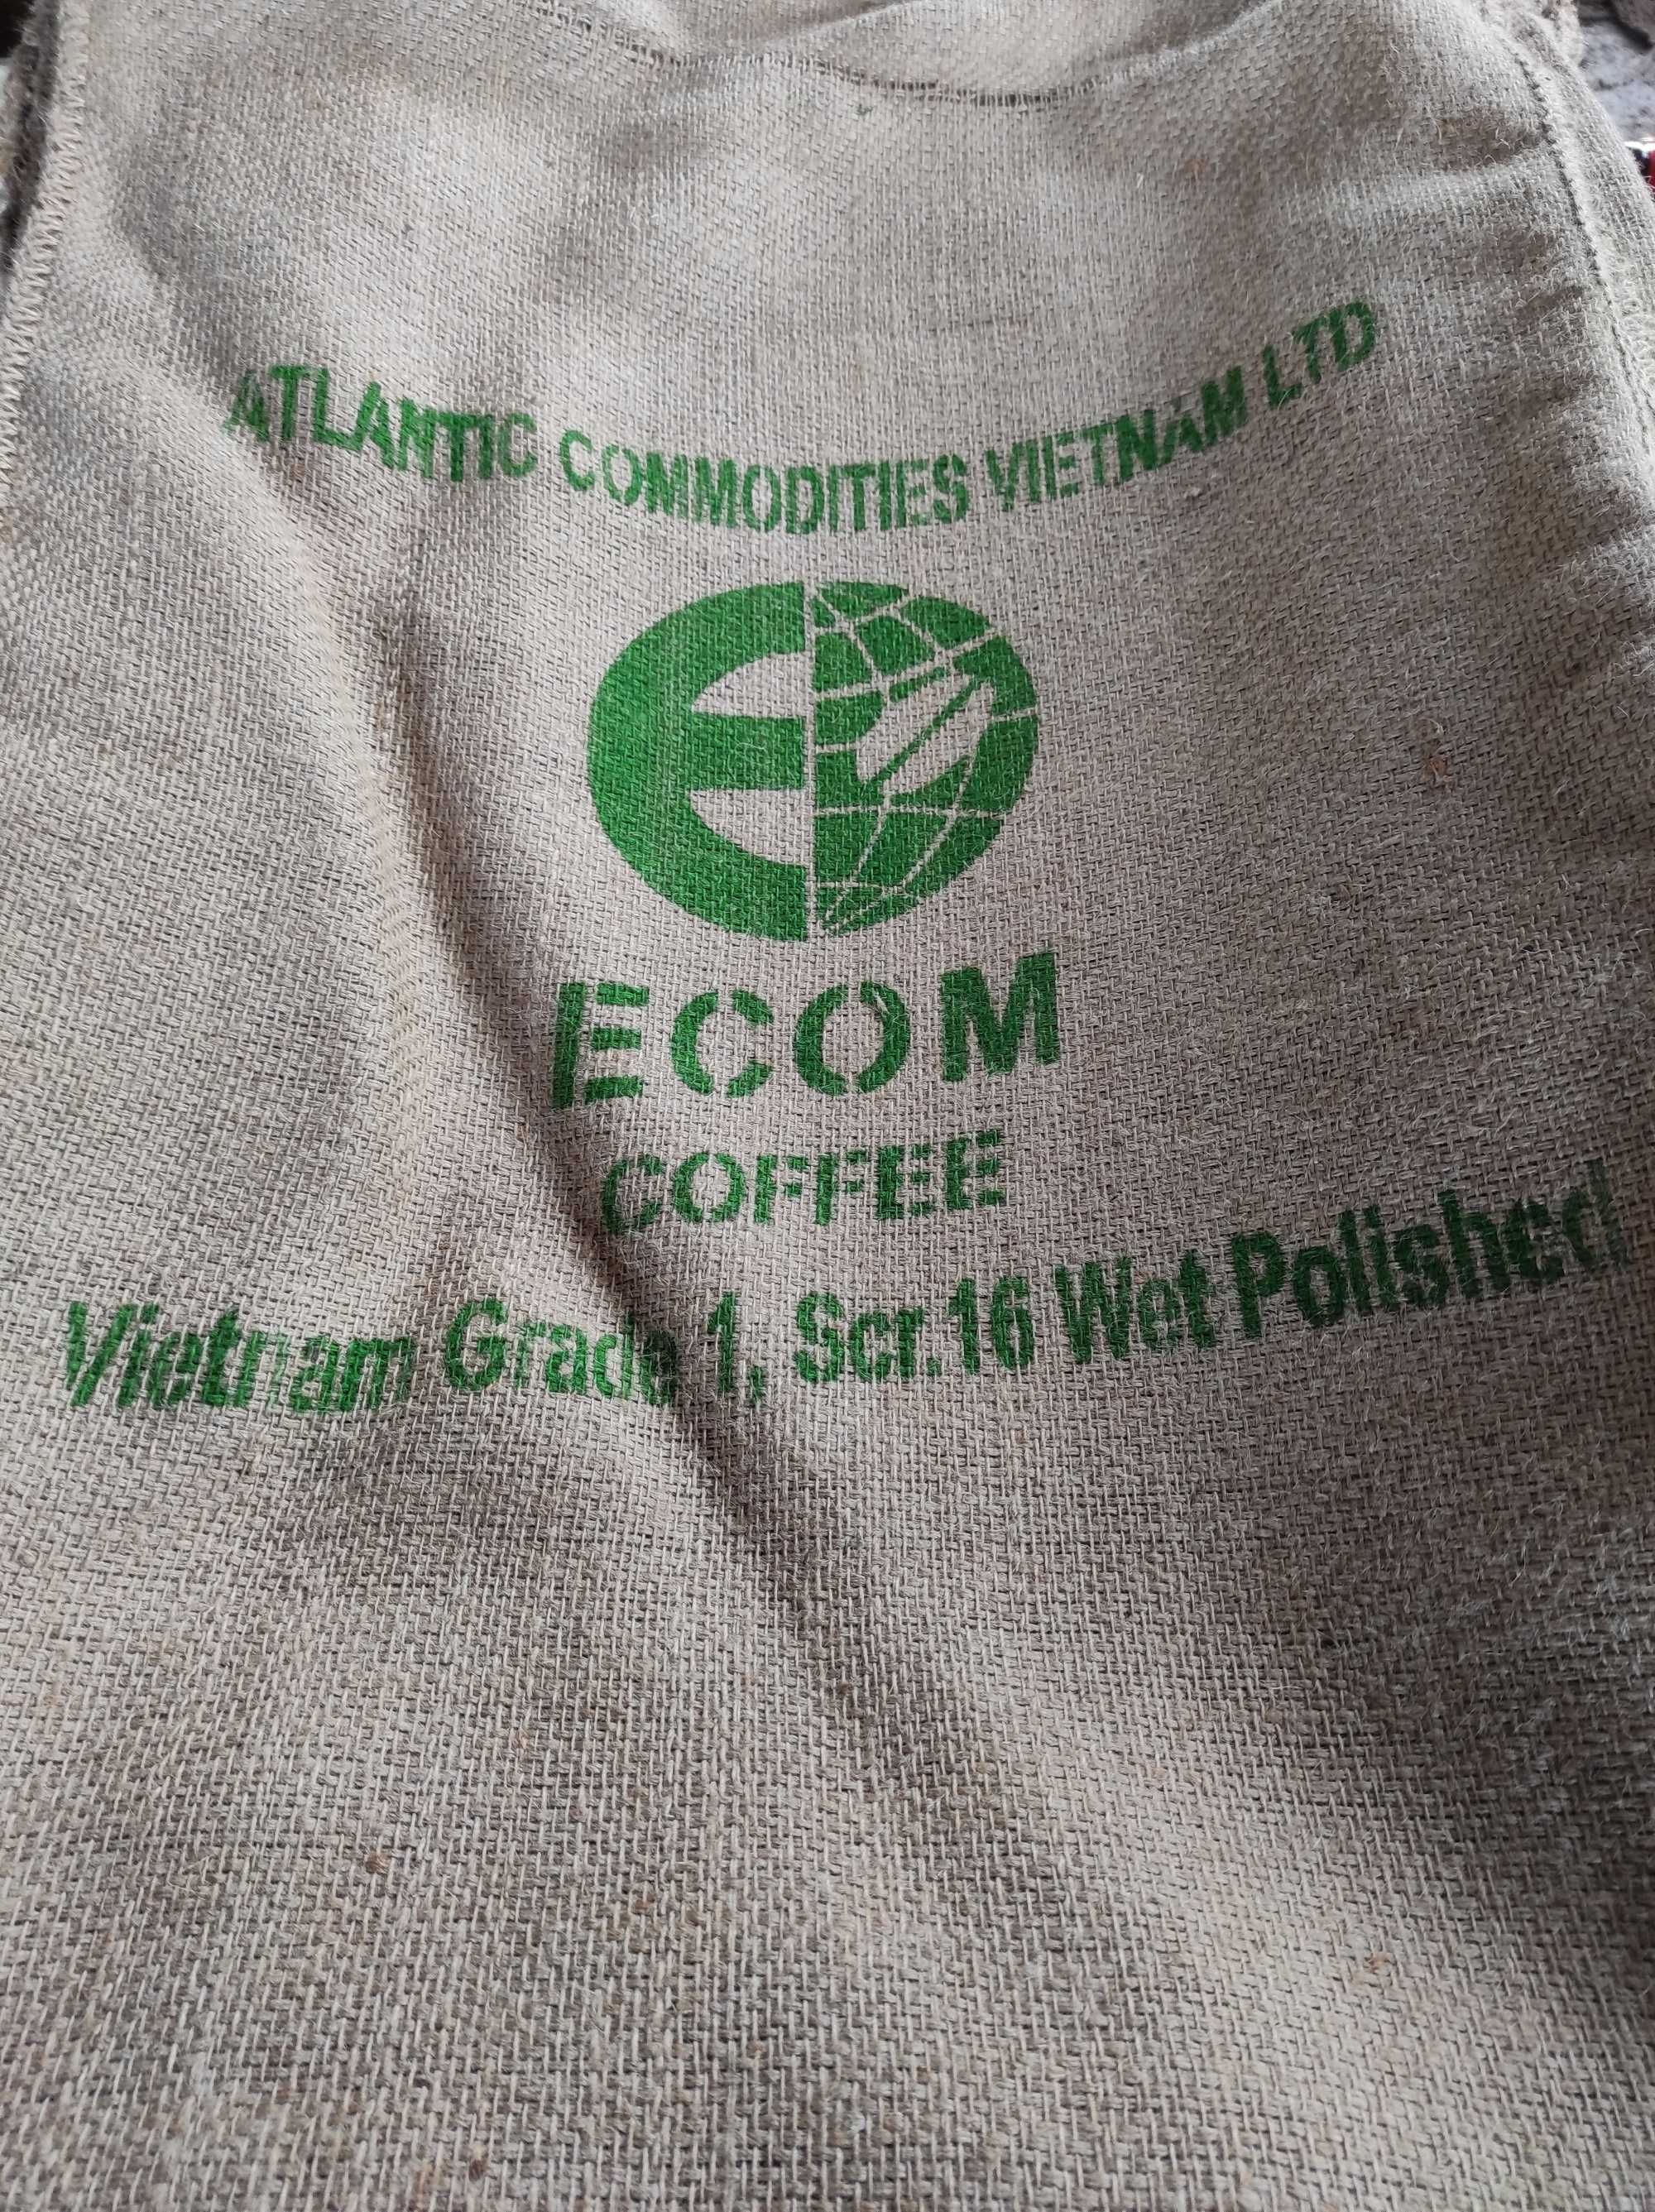 ATLANTIC COMMODITIES VIETNAM LTD
ECOM
COFFEE
Vietnam Grade 1, Scr.16 Wet Polished